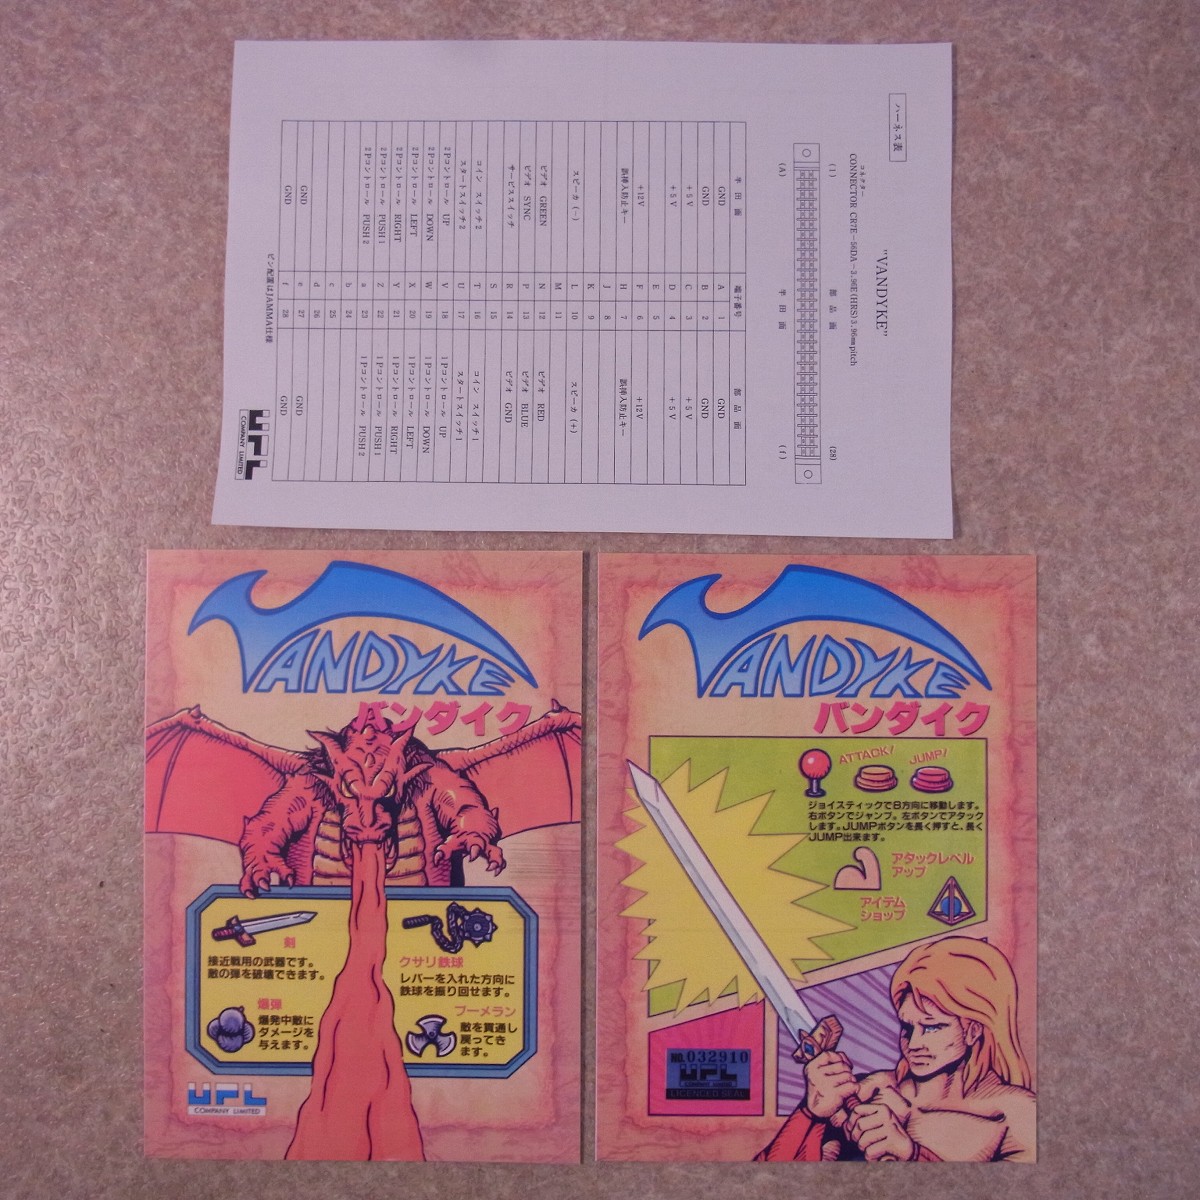 ハーネス表
"VANDYKE"
コネクター
CONNECTOR CR7E-56DA-3.96E(HRS)3.96mmpitch
(1) 部品面 (28)
(A) 半田面 (f)
半田面 端子番号 部品面
GND A 1 GND
GND B 2 GND
+5V C 3 +5V
+5V D 4 +5V
E 5
+12V F 6 +12V
誤挿入防止キー H 7 誤挿入防止キー
J 8
K 9
スピーカ(-) L 10 スピーカ(+)
M 11
ビデオ GREEN N 12 ビデオ RED
ビデオ SYNC P 13 ビデオ BLUE
サービススイッチ R 14 ビデオ GND
S 15
コイン スイッチ2 T 16 コイン スイッチ1
スタートスイッチ2 U 17 スタートスイッチ1
2Pコントロール UP V 18 1Pコントロール UP
2Pコントロール DOWN W 19 1Pコントロール DOWN
2Pコントロール LEFT X 20 1Pコントロール LEFT
2Pコントロール RIGHT Y 21 1Pコントロール RIGHT
2Pコントロール PUSH1 Z 22 1Pコントロール PUSH1
2Pコントロール PUSH2 a 23 1Pコントロール PUSH2
b 24
c 25
d 26
GND e 27 GND
GND f 28 GND
ピン配置はJAMMA仕様
UPL
COMPANY LIMITED
VANDYKE
バンダイク
剣
接近戦用の武器です。
敵の弾を破壊できます。
クサリ鉄球
レバーを入れた方向に
鉄球を振り回せます。
爆弾
爆発中敵に
ダメージを
与えます。
ブーメラン
敵を貫通し
戻ってき
ます。
UPL
COMPANY LIMITED
VANDYKE
バンダイク
ATTACK! JUMP!
ジョイスティックで8方向に移動します。
右ボタンでジャンプ。左ボタンでアタック
します。JUMPボタンを長く押すと、長く
JUMP出来ます。
アタックレベル
アップ
アイテム
ショップ
NO.032910
UPL
COMPANY LIMITED
LICENCED SEAL